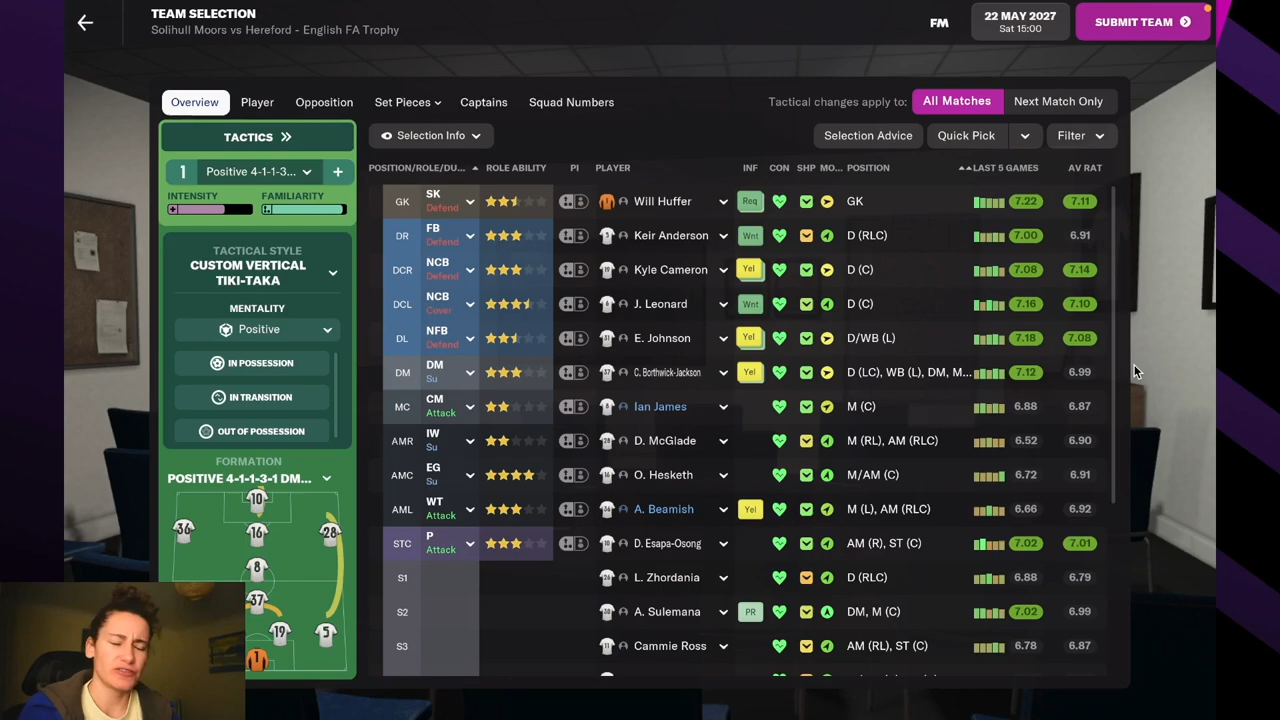 TEAM SELECTION
Solihull Moors vs Hereford - English FA Trophy
FM
22 MAY 2027
Sat 15:00
SUBMIT TEAM
Overview Player Opposition Set Pieces Captains Squad Numbers
Tactical changes apply to: All Matches Next Match Only
TACTICS
Selection Info
Selection Advice Quick Pick Filter
1 Positive 4-1-1-3... +
INTENSITY FAMILIARITY
TACTICAL STYLE
CUSTOM VERTICAL
TIKI-TAKA
MENTALITY
Positive
IN POSSESSION
IN TRANSITION
OUT OF POSSESSION
FORMATION
POSITIVE 4-1-1-3-1 DM...
10
36
16
28
8
37
19
5
1
POSITION/ROLE/DU... ROLE ABILITY PI PLAYER INF CON SHP MO... POSITION LAST 5 GAMES AV RAT
GK SK Defend Will Huffer Req GK 7.22 7.11
DR FB Defend 5 Keir Anderson Wnt D (RLC) 7.00 6.91
DCR NCB Defend 19 Kyle Cameron Yel D (C) 7.08 7.14
DCL NCB Cover J. Leonard Wnt D (C) 7.16 7.10
DL NFB Defend E. Johnson Yel D/WB (L) 7.18 7.08
DM DM Su 37 C. Borthwick-Jackson Yel D (LC), WB (L), DM, M... 7.12 6.99
MC CM Attack 8 Ian James M (C) 6.88 6.87
AMR IW Su 28 D. McGlade M (RL), AM (RLC) 6.52 6.90
AMC EG Su 16 O. Hesketh M/AM (C) 6.72 6.91
AML WT Attack 36 A. Beamish Yel M (L), AM (RLC) 6.66 6.92
STC P Attack 10 D. Esapa-Osong AM (R), ST (C) 7.02 7.01
S1 L. Zhordania D (RLC) 6.88 6.79
S2 A. Sulemana PR DM, M (C) 7.02 6.99
S3 11 Cammie Ross AM (RL), ST (C) 6.78 6.87